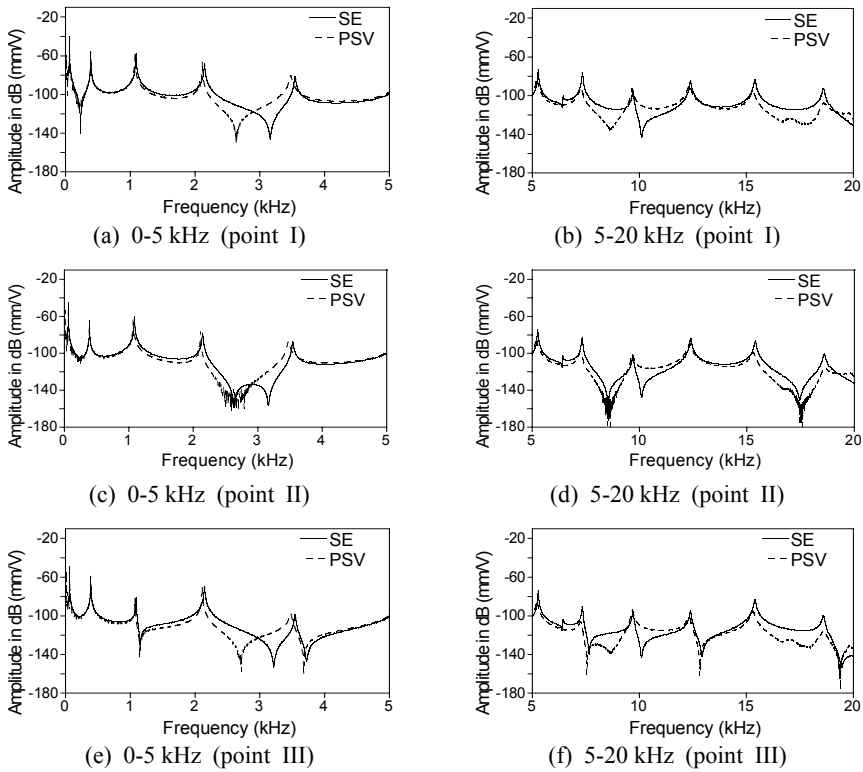 Amplitude in dB (mm/V)
-20
-60
-100
-140
-180
SE
PSV
0 1 2 3 4 5
Frequency (kHz)
(a) 0-5 kHz (point I)
Amplitude in dB (mm/V)
-20
-60
-100
-140
-180
SE
PSV
5 10 15 20
Frequency (kHz)
(b) 5-20 kHz (point I)
Amplitude in dB (mm/V)
-20
-60
-100
-140
-180
SE
PSV
0 1 2 3 4 5
Frequency (kHz)
(c) 0-5 kHz (point II)
Amplitude in dB (mm/V)
-20
-60
-100
-140
-180
SE
PSV
5 10 15 20
Frequency (kHz)
(d) 5-20 kHz (point II)
Amplitude in dB (mm/V)
-20
-60
-100
-140
-180
SE
PSV
0 1 2 3 4 5
Frequency (kHz)
(e) 0-5 kHz (point III)
Amplitude in dB (mm/V)
-20
-60
-100
-140
-180
SE
PSV
5 10 15 20
Frequency (kHz)
(f) 5-20 kHz (point III)